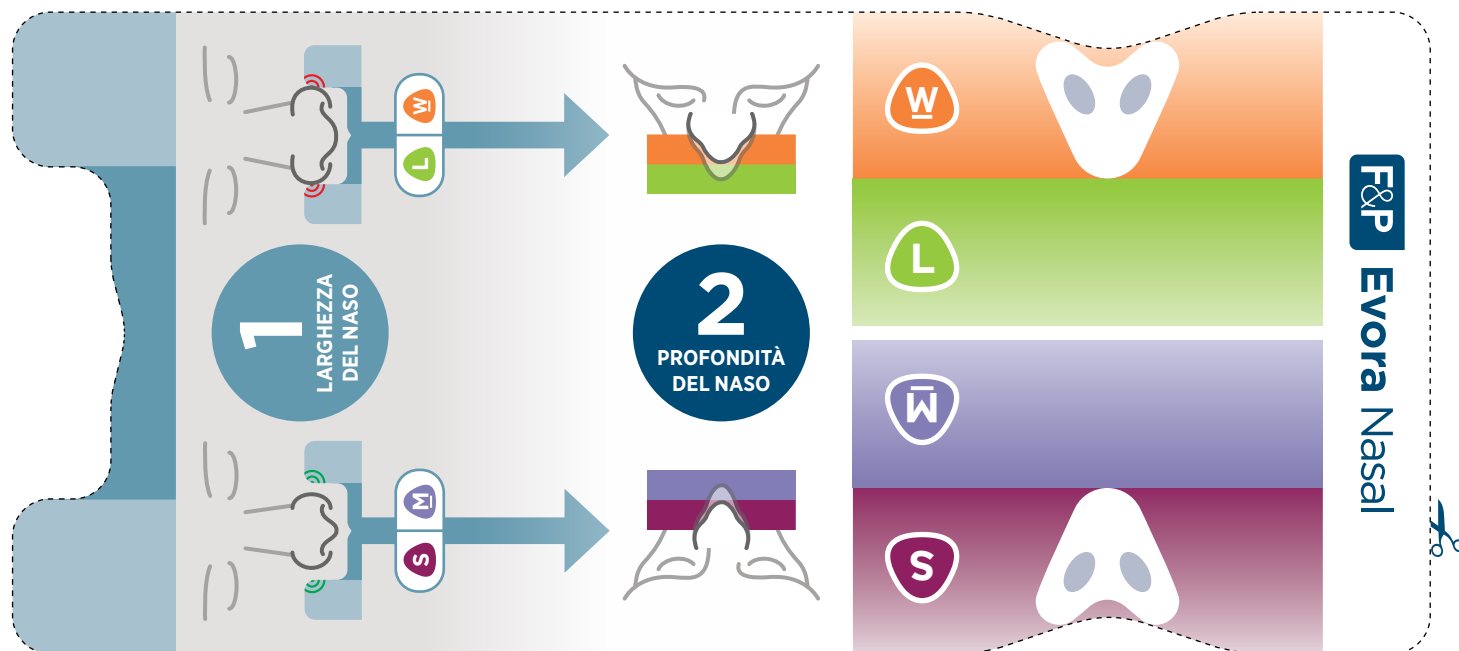 1
LARGHEZZA
DEL NASO
W
L
M
S
2
PROFONDITÀ
DEL NASO
W
L
M
S
F&P Evora Nasal